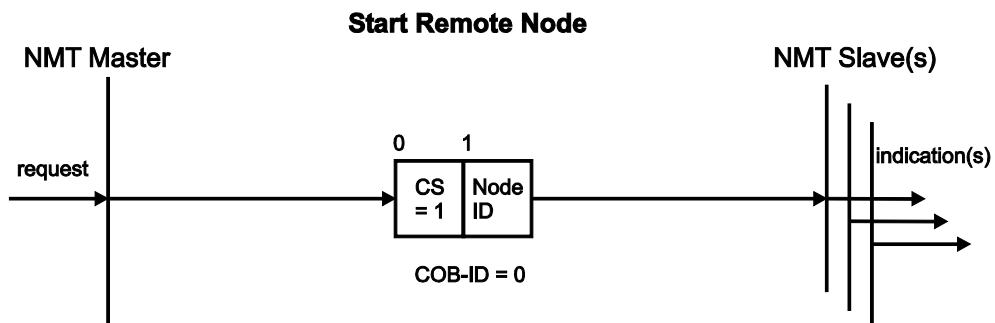 Start Remote Node
NMT Master
NMT Slave(s)
0 1
request
indication(s)
CS
= 1
Node
ID
COB-ID = 0